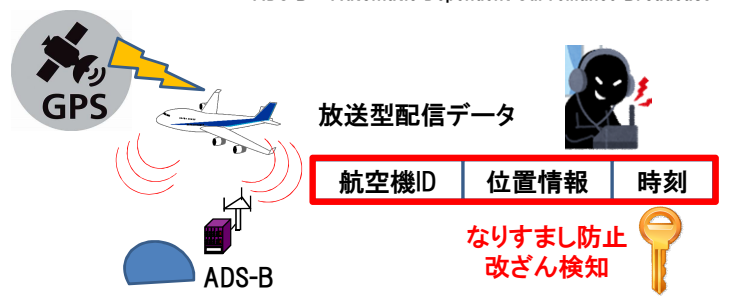 GPS
放送型配信データ
航空機ID 位置情報 時刻
なりすまし防止
改ざん検知
ADS-B